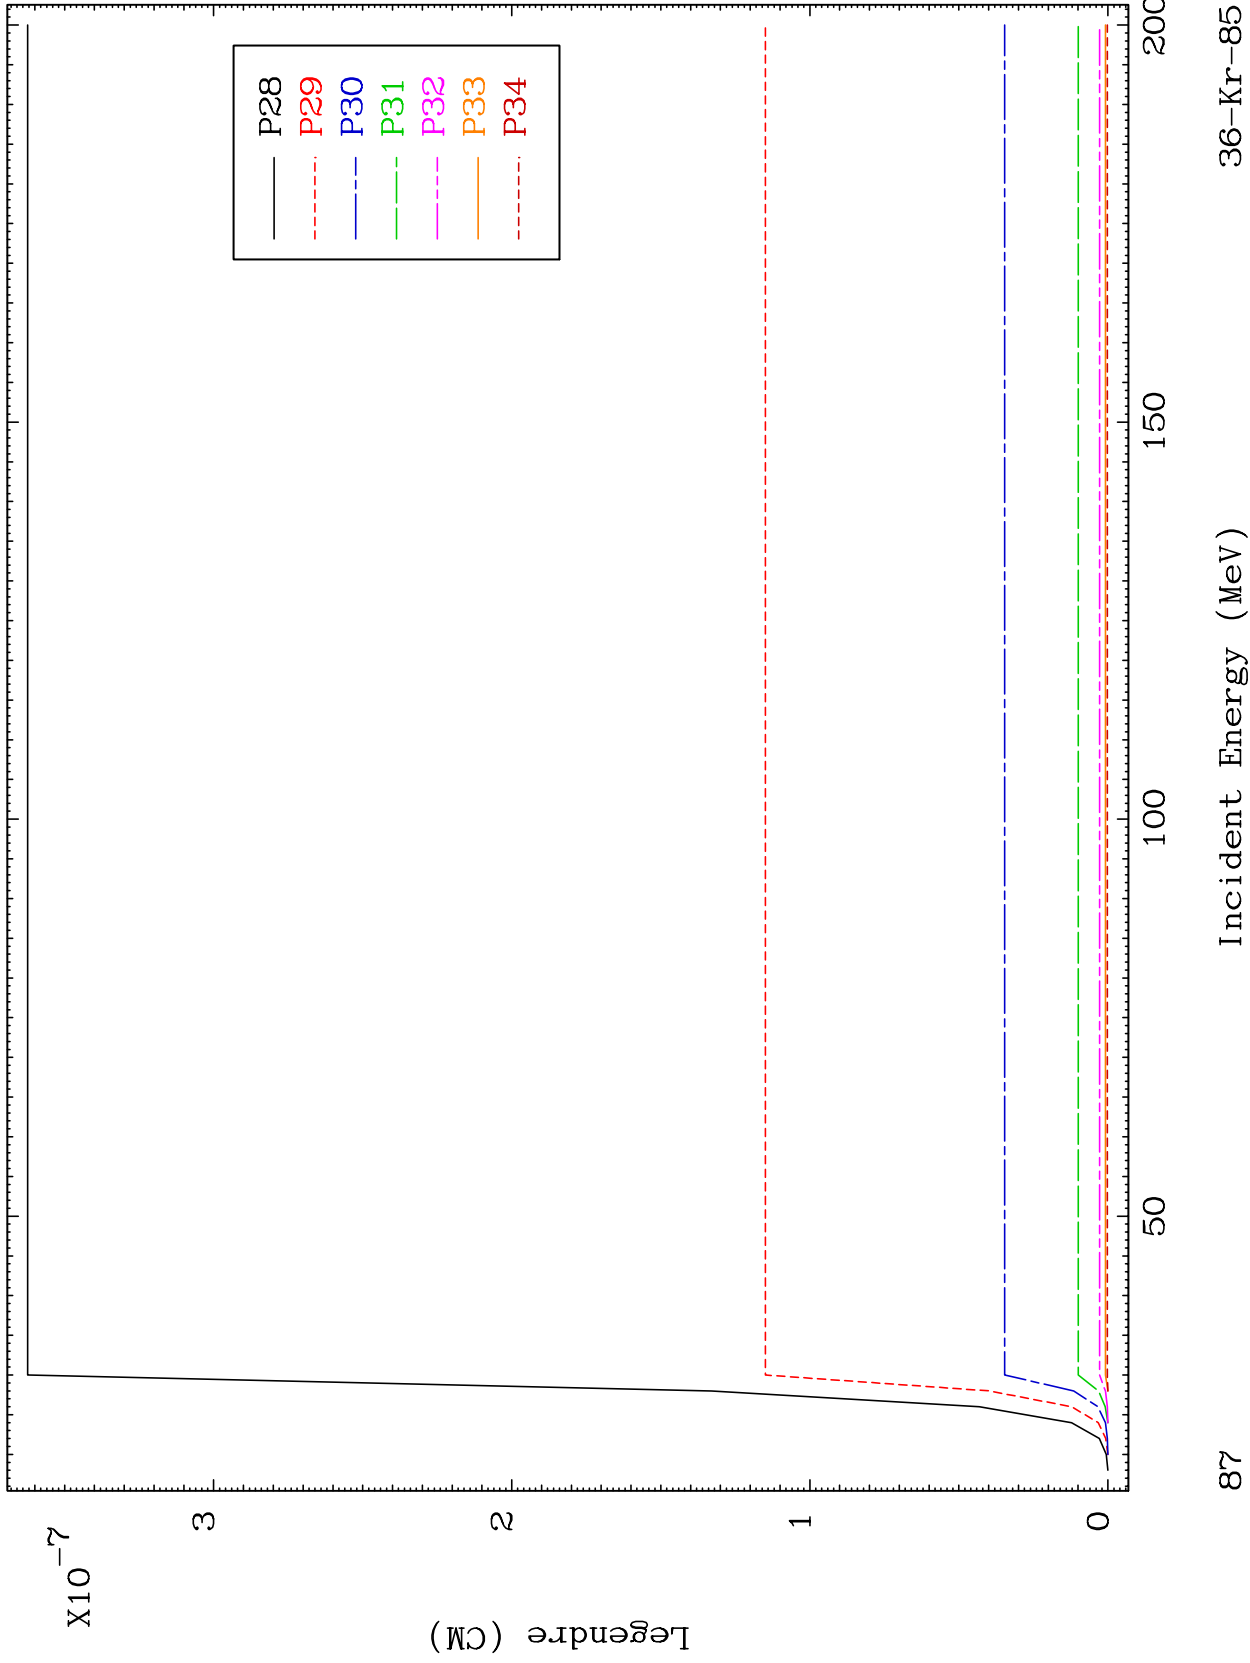 X10-7
3
2
1
0
Legendre (CM)
P28
P29
P30
P31
P32
P33
P34
50
100
150
200
87
Incident Energy (MeV)
36-Kr-85